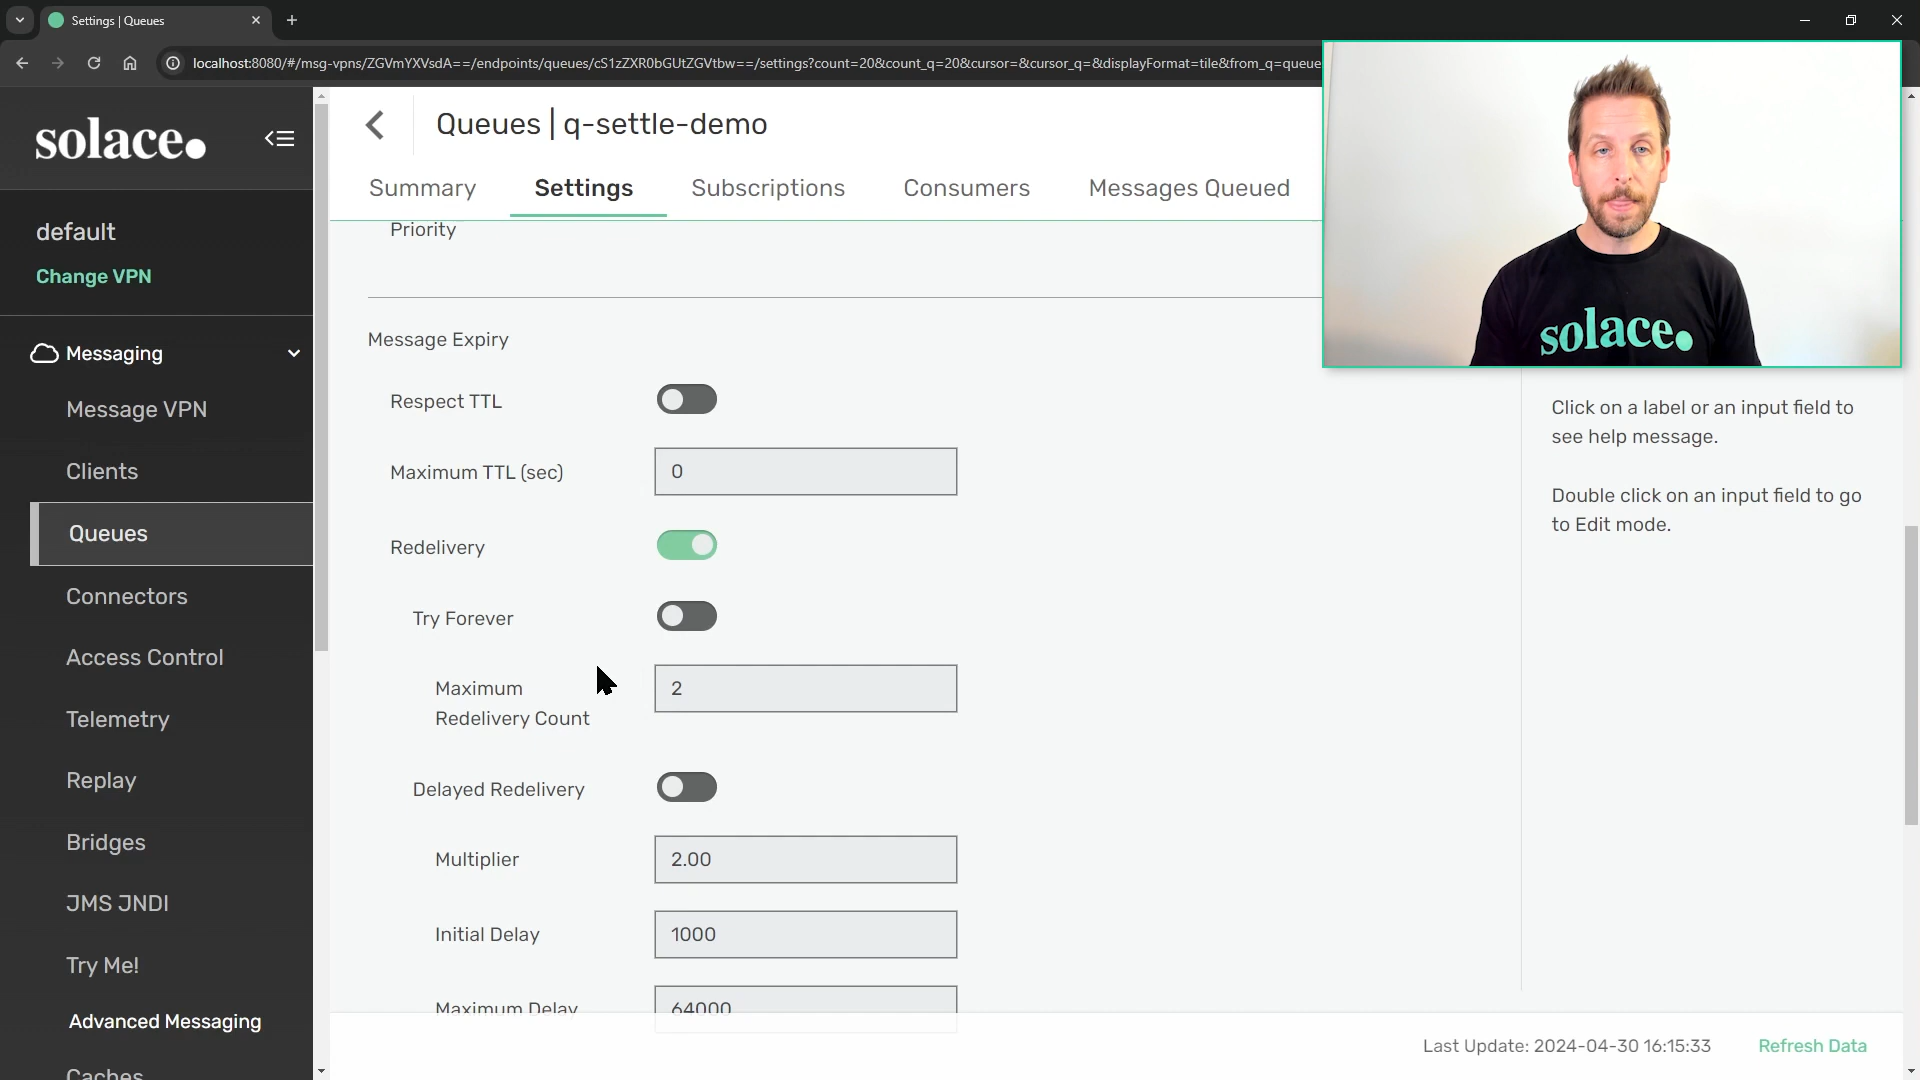 Settings | Queues
localhost:8080/#/msg-vpns/ZGVmYXVsdA==/endpoints/queues/cS1zZXR0bGUtZGVtbw==/settings?count=20&count_q=20&cursor=&cursor_q=&displayFormat=tile&from_q=queue
solace
default
Change VPN
Messaging
Message VPN
Clients
Queues
Connectors
Access Control
Telemetry
Replay
Bridges
JMS JNDI
Try Me!
Advanced Messaging
Caches
Queues | q-settle-demo
Summary
Settings
Subscriptions
Consumers
Messages Queued
Priority
Message Expiry
Respect TTL
Maximum TTL (sec)
0
Redelivery
Try Forever
Maximum
Redelivery Count
2
Delayed Redelivery
Multiplier
2.00
Initial Delay
1000
Maximum Delay
64000
solace
Click on a label or an input field to
see help message.
Double click on an input field to go
to Edit mode.
Last Update: 2024-04-30 16:15:33
Refresh Data